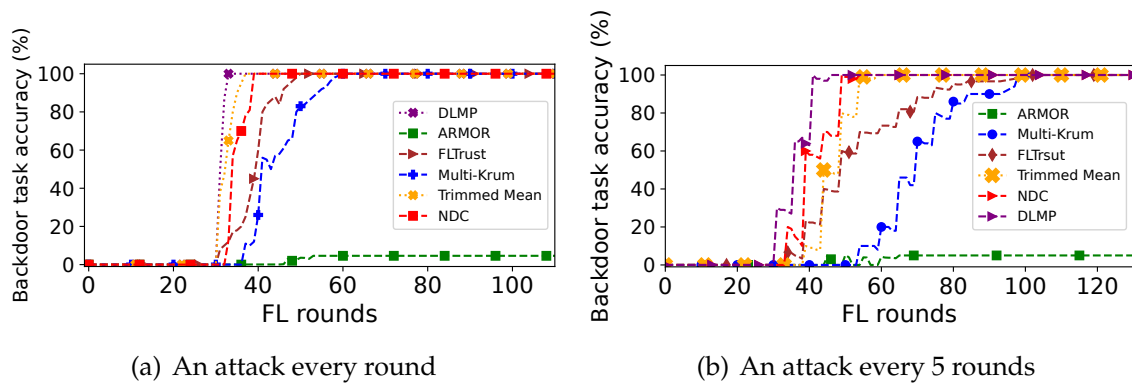 Backdoor task accuracy (%)
100
80
60
40
20
0
DLMP
ARMOR
FLTrust
Multi-Krum
Trimmed Mean
NDC
0 20 40 60 80 100
FL rounds
(a) An attack every round
Backdoor task accuracy (%)
100
80
60
40
20
0
ARMOR
Multi-Krum
FLTrsut
Trimmed Mean
NDC
DLMP
0 20 40 60 80 100 120
FL rounds
(b) An attack every 5 rounds